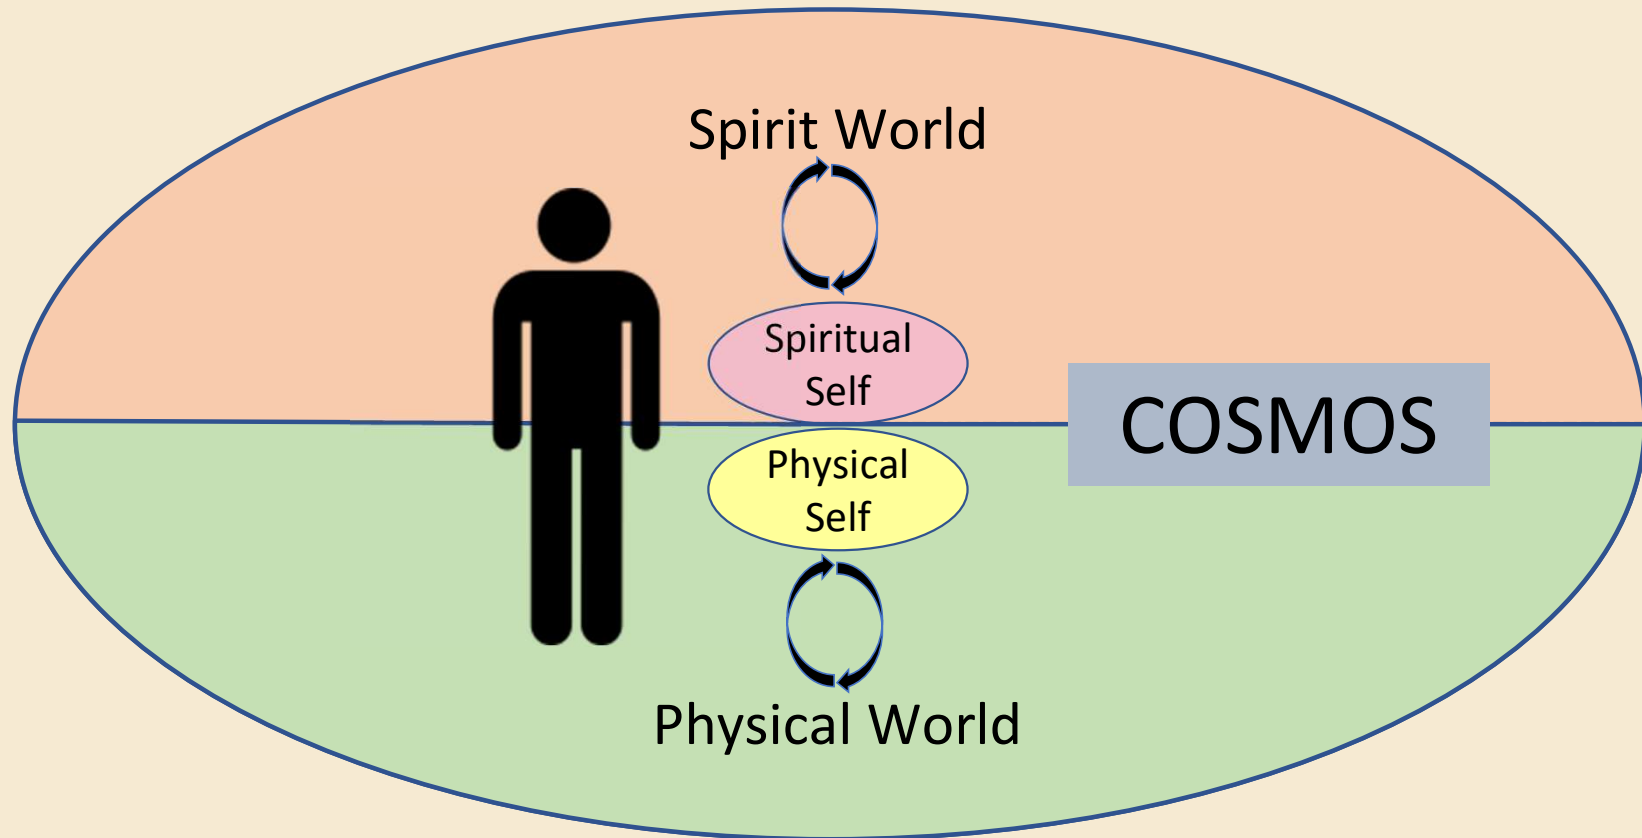 Spirit World
Spiritual
Self
COSMOS
Physical
Self
Physical World